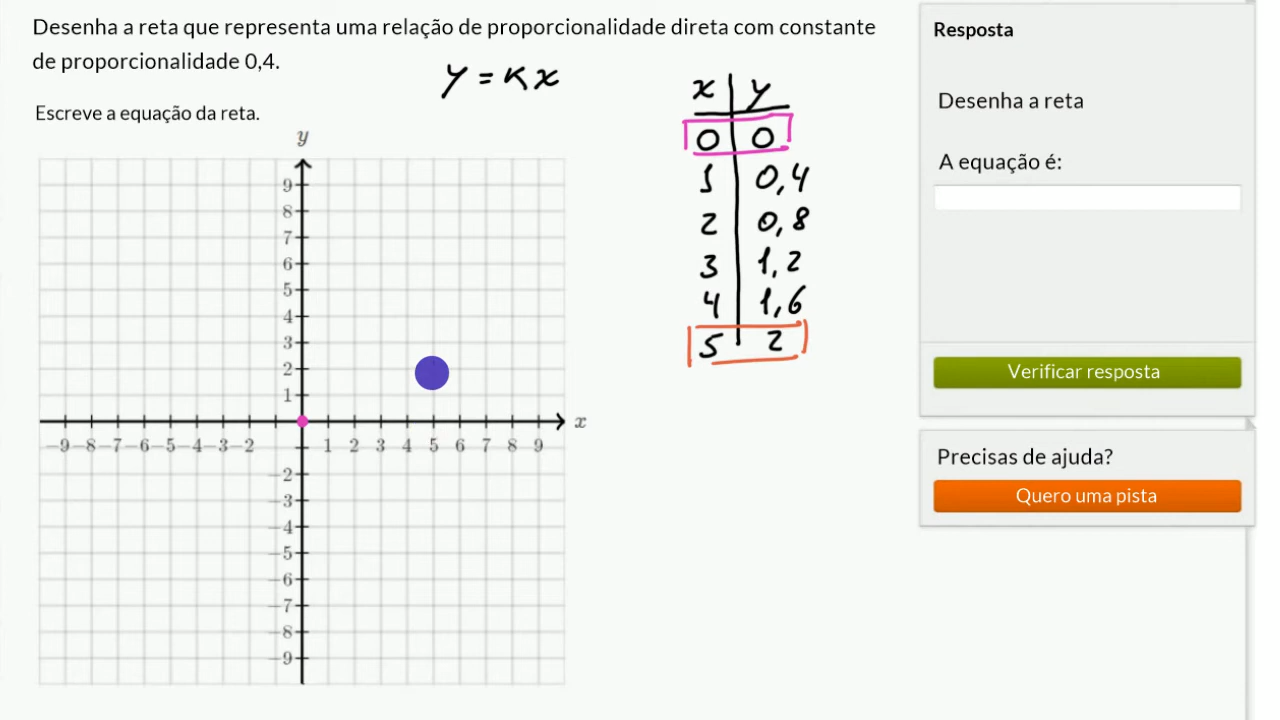 Desenha a reta que representa uma relação de proporcionalidade direta com constante
de proporcionalidade 0,4.
y = kx
Escreve a equação da reta.
y
9
8
7
6
5
4
3
2
1
x
-9 -8 -7 -6 -5 -4 -3 -2 1 2 3 4 5 6 7 8 9
-2
-3
-4
-5
-6
-7
-8
-9
x y
0 0
1 0,4
2 0,8
3 1,2
4 1,6
5 2
Resposta
Desenha a reta
A equação é:
Verificar resposta
Precisas de ajuda?
Quero uma pista